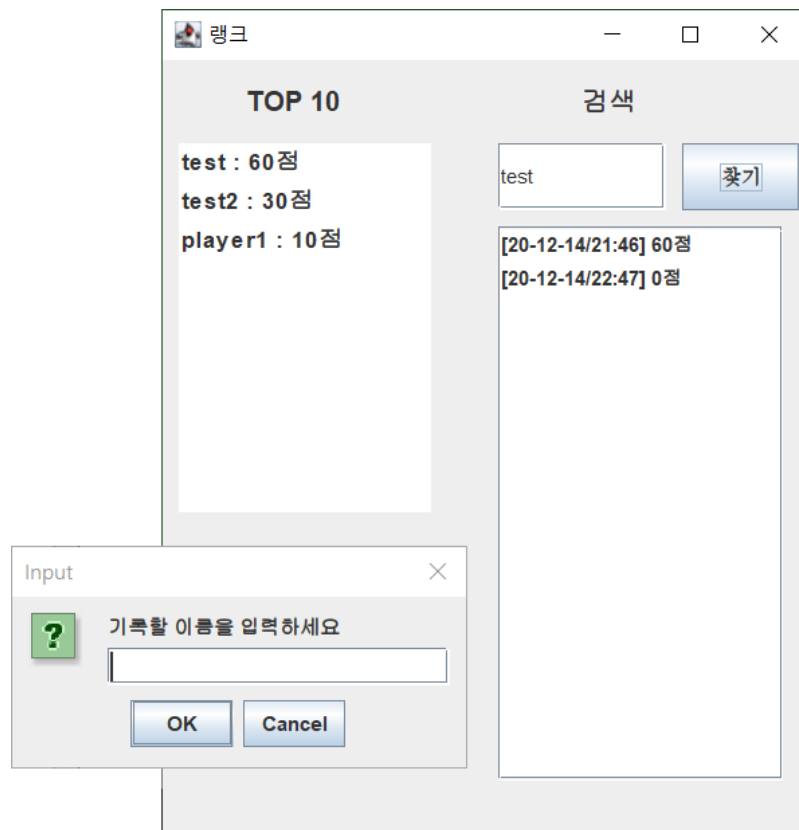 랭크
TOP 10
검색
test : 60점
test2 : 30점
player1 : 10점
test
찾기
[20-12-14/21:46] 60점
[20-12-14/22:47] 0점
Input
?
기록할 이름을 입력하세요
OK
Cancel